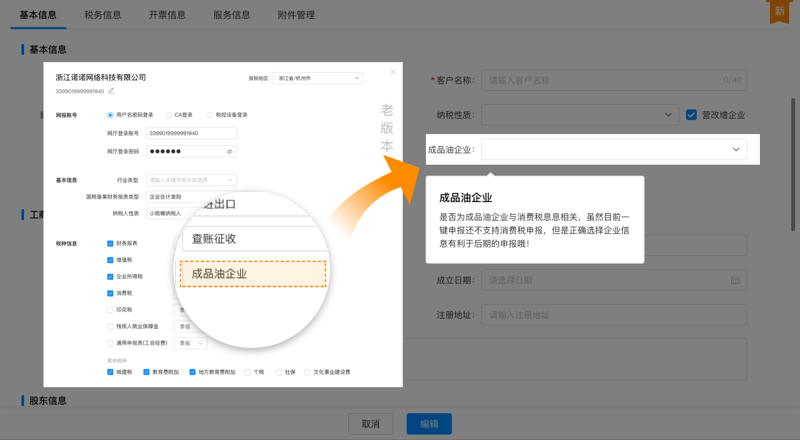 基本信息 税务信息 开票信息 服务信息 附件管理
新
基本信息
浙江诺诺网络科技有限公司
报税地区 浙江省/杭州市
3399019999991940
网报账号 用户名密码登录 CA登录 税控设备登录
网厅登录账号 3399019999991940
网厅登录密码
基本信息 行业类型
国税备案财务报表类型 企业会计准则
纳税人性质 小规模纳税人
税种信息 财务报表
增值税
企业所得税
消费税
印花税
残疾人就业保障金 季报
通用申报表(工会经费) 季报
其他税种
城建税 教育费附加 地方教育费附加 个税 社保 文化事业建设费
老版本
进出口
查账征收
成品油企业
*客户名称: 请输入客户名称 0/40
纳税性质: 营改增企业
成品油企业:
成品油企业
是否为成品油企业与消费税息息相关,虽然目前一
键申报还不支持消费税申报,但是正确选择企业信
息有利于后期的申报哦!
成立日期: 请选择日期
注册地址: 请输入注册地址
股东信息
取消 编辑